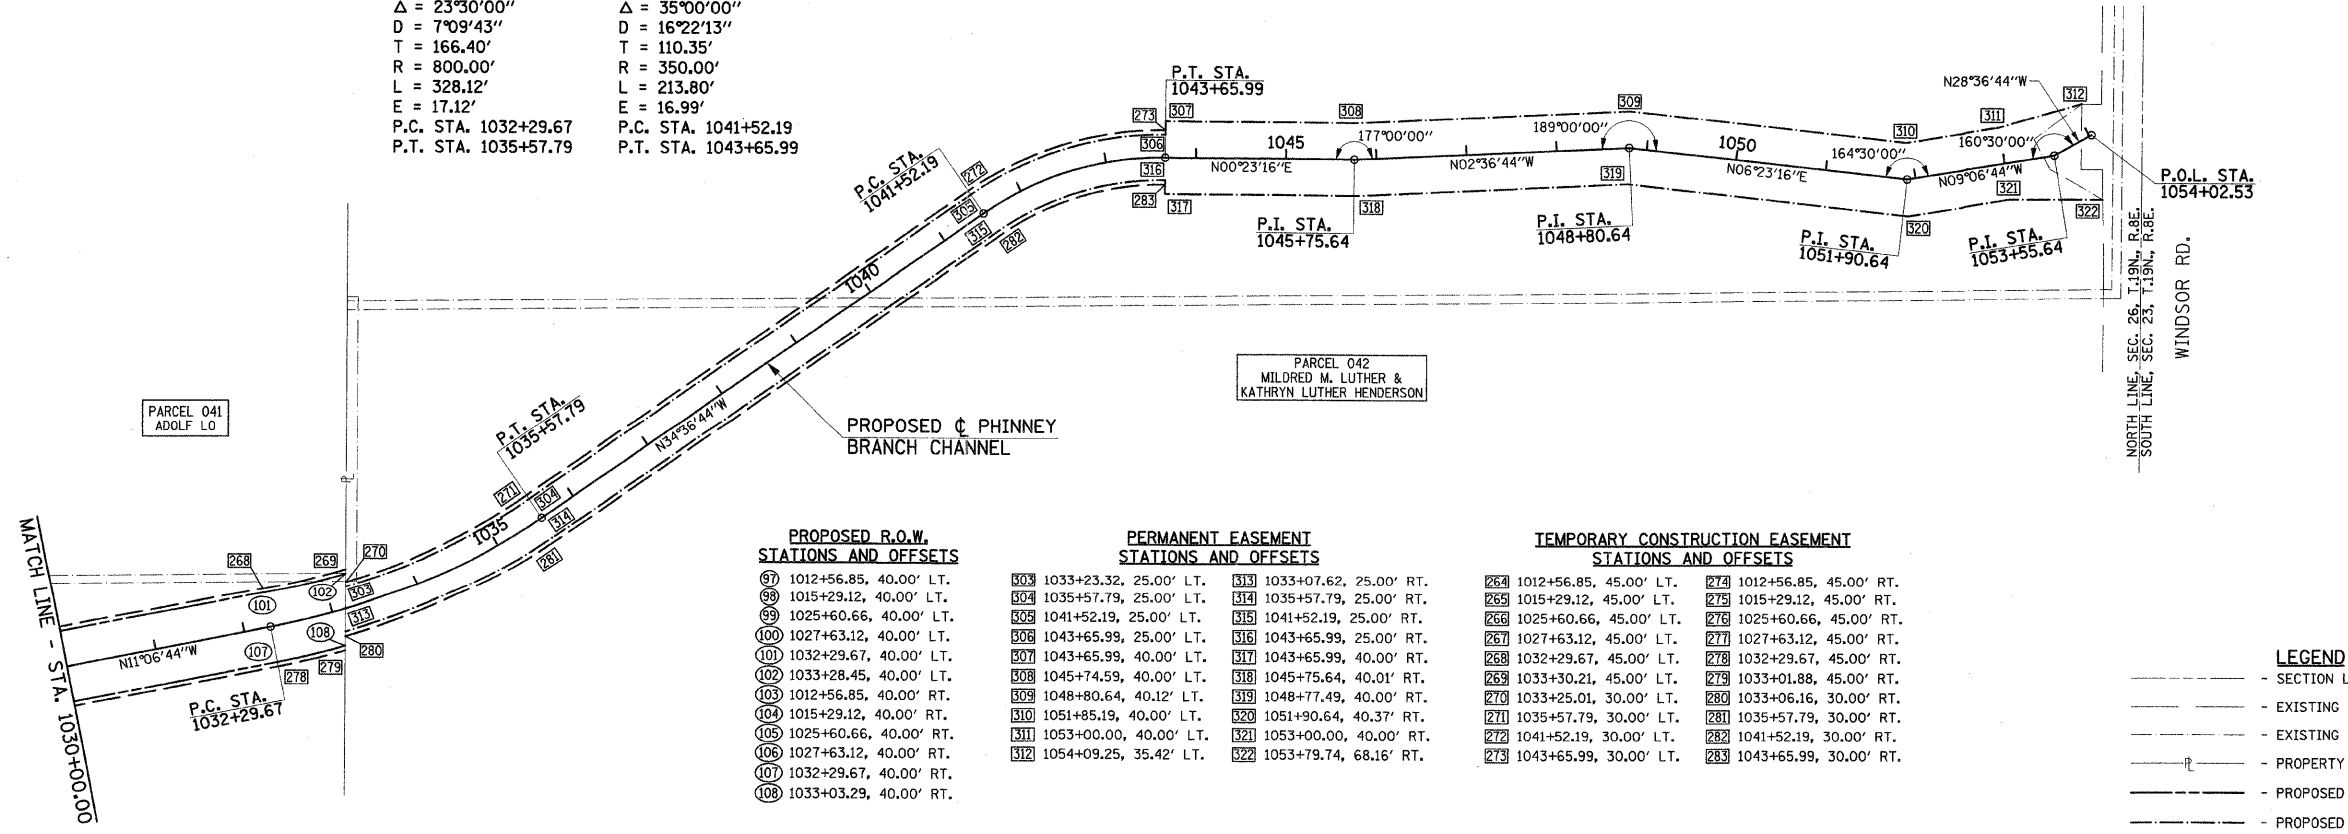 Δ = 23°30'00"
D = 7°09'43"
T = 166.40'
R = 800.00'
L = 328.12'
E = 17.12'
P.C. STA. 1032+29.67
P.T. STA. 1035+57.79
Δ = 35°00'00"
D = 16°22'13"
T = 110.35'
R = 350.00'
L = 213.80'
E = 16.99'
P.C. STA. 1041+52.19
P.T. STA. 1043+65.99
P.T. STA.
1043+65.99
273
307
308
309
310
311
312
N28°36'44"W
306
1045
177°00'00"
189°00'00"
1050
164°30'00"
160°30'00"
N00°23'16"E
N02°36'44"W
N06°23'16"E
N09°06'44"W
P.O.L. STA.
1054+02.53
316
283
317
318
319
320
321
322
P.I. STA.
1045+75.64
P.I. STA.
1048+80.64
P.I. STA.
1051+90.64
P.I. STA.
1053+55.64
P.C. STA.
1041+52.19
272
305
315
282
1040
NORTH LINE, SEC. 26, T.19N., R.8E.
SOUTH LINE, SEC. 23, T.19N., R.8E.
WINDSOR RD.
PARCEL 041
ADOLF LO
PARCEL 042
MILDRED M. LUTHER &
KATHRYN LUTHER HENDERSON
PROPOSED ℄ PHINNEY
BRANCH CHANNEL
N34°36'44"W
P.T. STA.
1035+57.79
271
304
314
281
1035
℄
MATCH LINE - STA. 1030+00.00
268
269
270
101
102
303
313
108
107
280
279
278
N11°06'44"W
P.C. STA.
1032+29.67
PROPOSED R.O.W.
STATIONS AND OFFSETS
97 1012+56.85, 40.00' LT.
98 1015+29.12, 40.00' LT.
99 1025+60.66, 40.00' LT.
100 1027+63.12, 40.00' LT.
101 1032+29.67, 40.00' LT.
102 1033+28.45, 40.00' LT.
103 1012+56.85, 40.00' RT.
104 1015+29.12, 40.00' RT.
105 1025+60.66, 40.00' RT.
106 1027+63.12, 40.00' RT.
107 1032+29.67, 40.00' RT.
108 1033+03.29, 40.00' RT.
PERMANENT EASEMENT
STATIONS AND OFFSETS
303 1033+23.32, 25.00' LT. 313 1033+07.62, 25.00' RT.
304 1035+57.79, 25.00' LT. 314 1035+57.79, 25.00' RT.
305 1041+52.19, 25.00' LT. 315 1041+52.19, 25.00' RT.
306 1043+65.99, 25.00' LT. 316 1043+65.99, 25.00' RT.
307 1043+65.99, 40.00' LT. 317 1043+65.99, 40.00' RT.
308 1045+74.59, 40.00' LT. 318 1045+75.64, 40.01' RT.
309 1048+80.64, 40.12' LT. 319 1048+77.49, 40.00' RT.
310 1051+85.19, 40.00' LT. 320 1051+90.64, 40.37' RT.
311 1053+00.00, 40.00' LT. 321 1053+00.00, 40.00' RT.
312 1054+09.25, 35.42' LT. 322 1053+79.74, 68.16' RT.
TEMPORARY CONSTRUCTION EASEMENT
STATIONS AND OFFSETS
264 1012+56.85, 45.00' LT. 274 1012+56.85, 45.00' RT.
265 1015+29.12, 45.00' LT. 275 1015+29.12, 45.00' RT.
266 1025+60.66, 45.00' LT. 276 1025+60.66, 45.00' RT.
267 1027+63.12, 45.00' LT. 277 1027+63.12, 45.00' RT.
268 1032+29.67, 45.00' LT. 278 1032+29.67, 45.00' RT.
269 1033+30.21, 45.00' LT. 279 1033+01.88, 45.00' RT.
270 1033+25.01, 30.00' LT. 280 1033+06.16, 30.00' RT.
271 1035+57.79, 30.00' LT. 281 1035+57.79, 30.00' RT.
272 1041+52.19, 30.00' LT. 282 1041+52.19, 30.00' RT.
273 1043+65.99, 30.00' LT. 283 1043+65.99, 30.00' RT.
LEGEND
- SECTION L
- EXISTING
- EXISTING
PL - PROPERTY
- PROPOSED
- PROPOSED